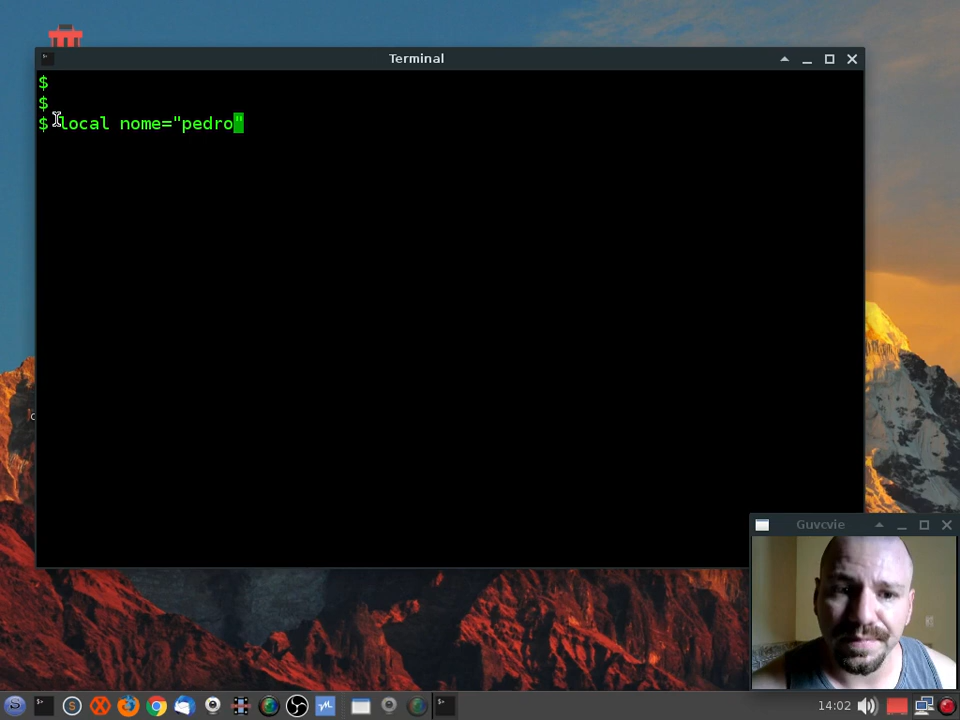 Terminal
$
$
$ local nome="pedro"
Guvcvie
14:02